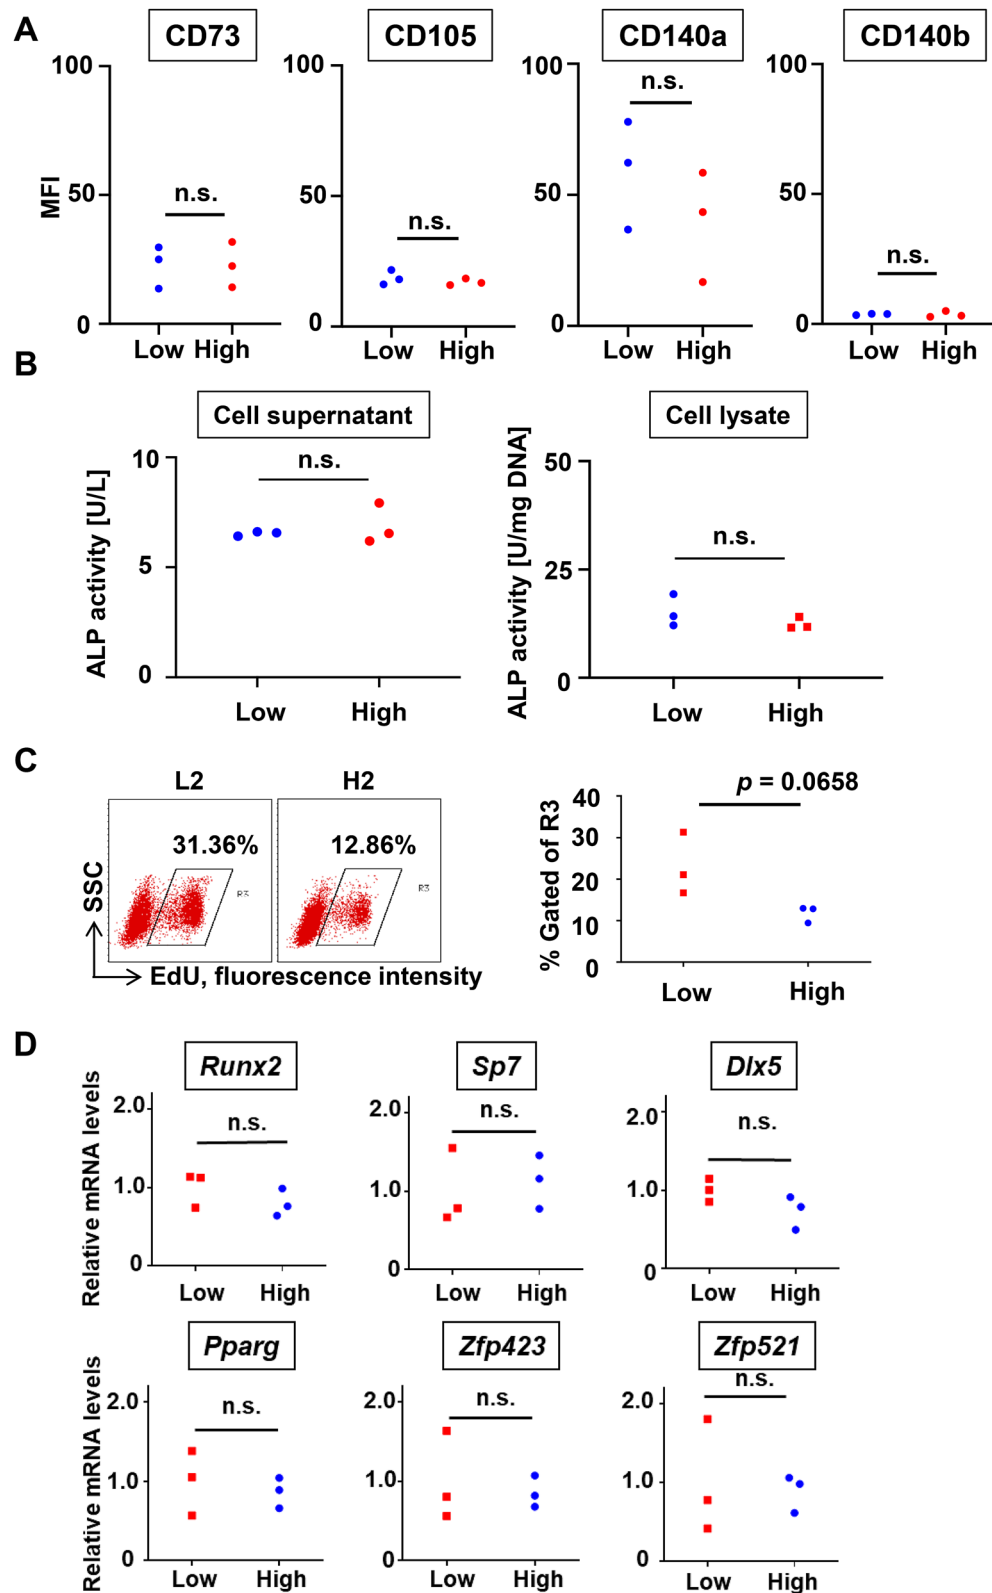 A
CD73
CD105
CD140a
CD140b
MFI
100
50
0
n.s.
Low High
100
50
0
n.s.
Low High
100
50
0
n.s.
Low High
100
50
0
n.s.
Low High
B
Cell supernatant
ALP activity [U/L]
10
5
0
n.s.
Low High
Cell lysate
ALP activity [U/mg DNA]
50
25
0
n.s.
Low High
C
L2
H2
31.36%
12.86%
R3
R3
SSC
EdU, fluorescence intensity
% Gated of R3
40
30
20
10
0
p = 0.0658
Low High
D
Runx2
Relative mRNA levels
2.0
1.0
0
n.s.
Low High
Sp7
2.0
1.0
0
n.s.
Low High
Dlx5
2.0
1.0
0
n.s.
Low High
Pparg
Relative mRNA levels
2.0
1.0
0
n.s.
Low High
Zfp423
2.0
1.0
0
n.s.
Low High
Zfp521
2.0
1.0
0
n.s.
Low High